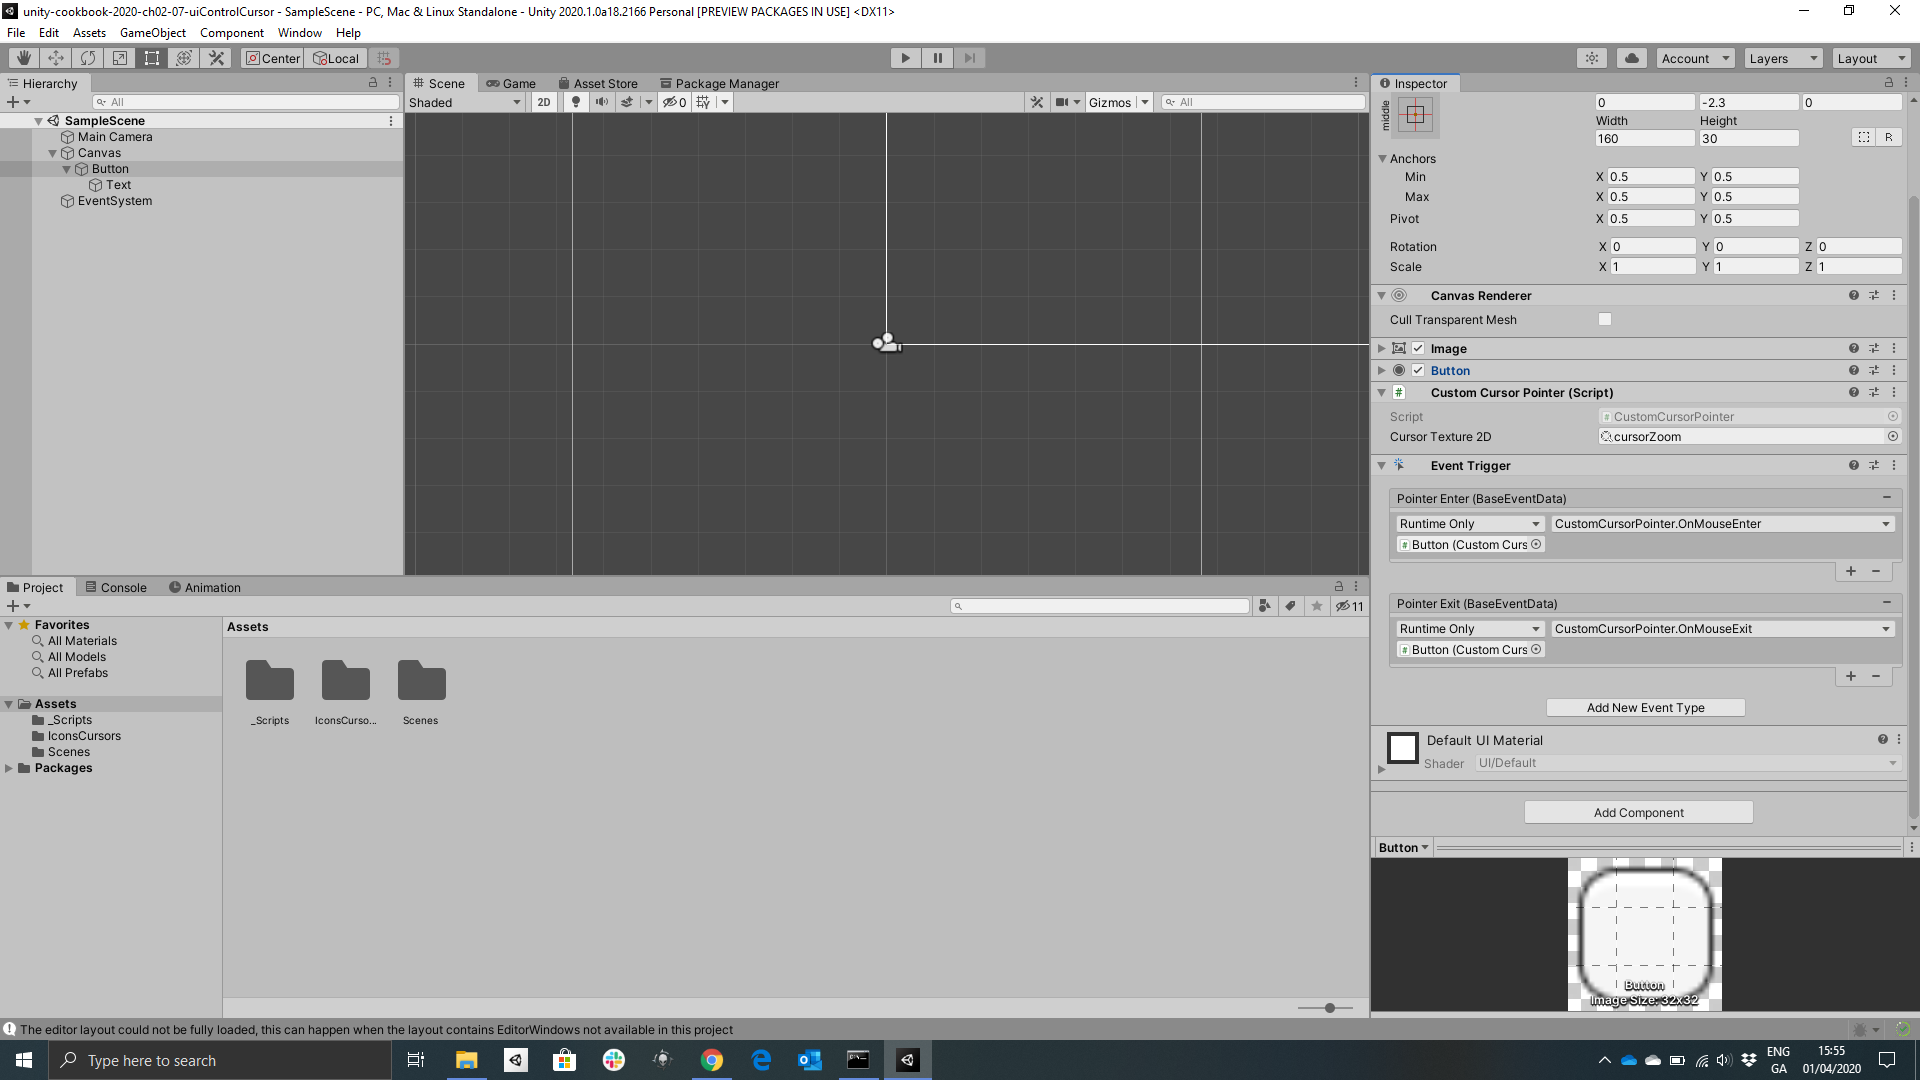 unity-cookbook-2020-ch02-07-uiControlCursor - SampleScene - PC, Mac & Linux Standalone - Unity 2020.1.0a18.2166 Personal [PREVIEW PACKAGES IN USE] <DX11>
File Edit Assets GameObject Component Window Help
Center Local Account Layers Layout
Hierarchy
All
SampleScene
Main Camera
Canvas
Button
Text
EventSystem
Scene Game Asset Store Package Manager
Shaded 2D 0 Gizmos All
Inspector
middle
0 -2.3 0
Width Height
160 30 R
Anchors
Min X 0.5 Y 0.5
Max X 0.5 Y 0.5
Pivot X 0.5 Y 0.5
Rotation X 0 Y 0 Z 0
Scale X 1 Y 1 Z 1
Canvas Renderer
Cull Transparent Mesh
Image
Button
# Custom Cursor Pointer (Script)
Script # CustomCursorPointer
Cursor Texture 2D cursorZoom
Event Trigger
Pointer Enter (BaseEventData)
Runtime Only CustomCursorPointer.OnMouseEnter
# Button (Custom Curs
+ −
Pointer Exit (BaseEventData)
Runtime Only CustomCursorPointer.OnMouseExit
# Button (Custom Curs
+ −
Add New Event Type
Default UI Material
Shader UI/Default
Add Component
Button
Button
Image Size: 32x32
Project Console Animation
11
Favorites
All Materials
All Models
All Prefabs
Assets
_Scripts
IconsCursors
Scenes
Packages
Assets
_Scripts IconsCurso... Scenes
The editor layout could not be fully loaded, this can happen when the layout contains EditorWindows not available in this project
Type here to search
ENG
GA
15:55
01/04/2020